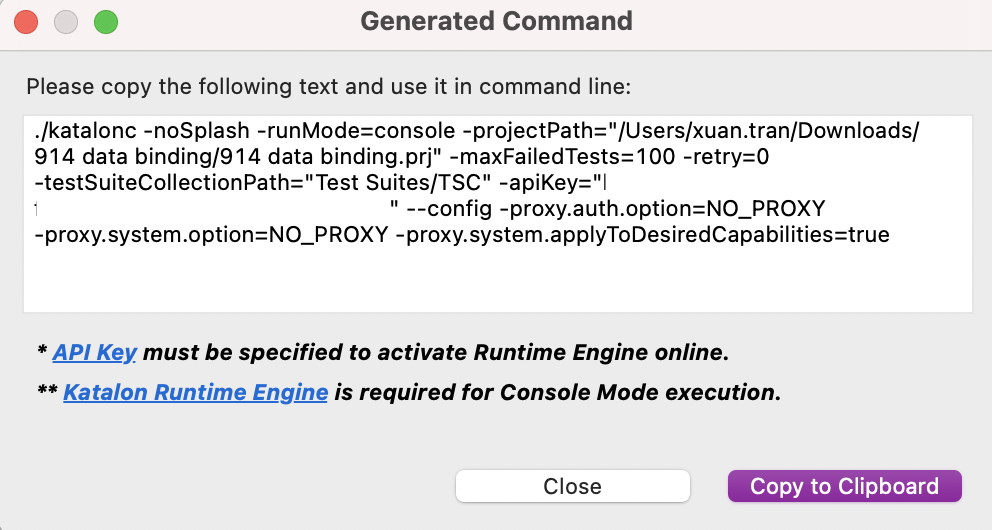 Generated Command
Please copy the following text and use it in command line:
./katalonc -noSplash -runMode=console -projectPath="/Users/xuan.tran/Downloads/
914 data binding/914 data binding.prj" -maxFailedTests=100 -retry=0
-testSuiteCollectionPath="Test Suites/TSC" -apiKey="
" --config -proxy.auth.option=NO_PROXY
-proxy.system.option=NO_PROXY -proxy.system.applyToDesiredCapabilities=true
* API Key must be specified to activate Runtime Engine online.
** Katalon Runtime Engine is required for Console Mode execution.
Close
Copy to Clipboard